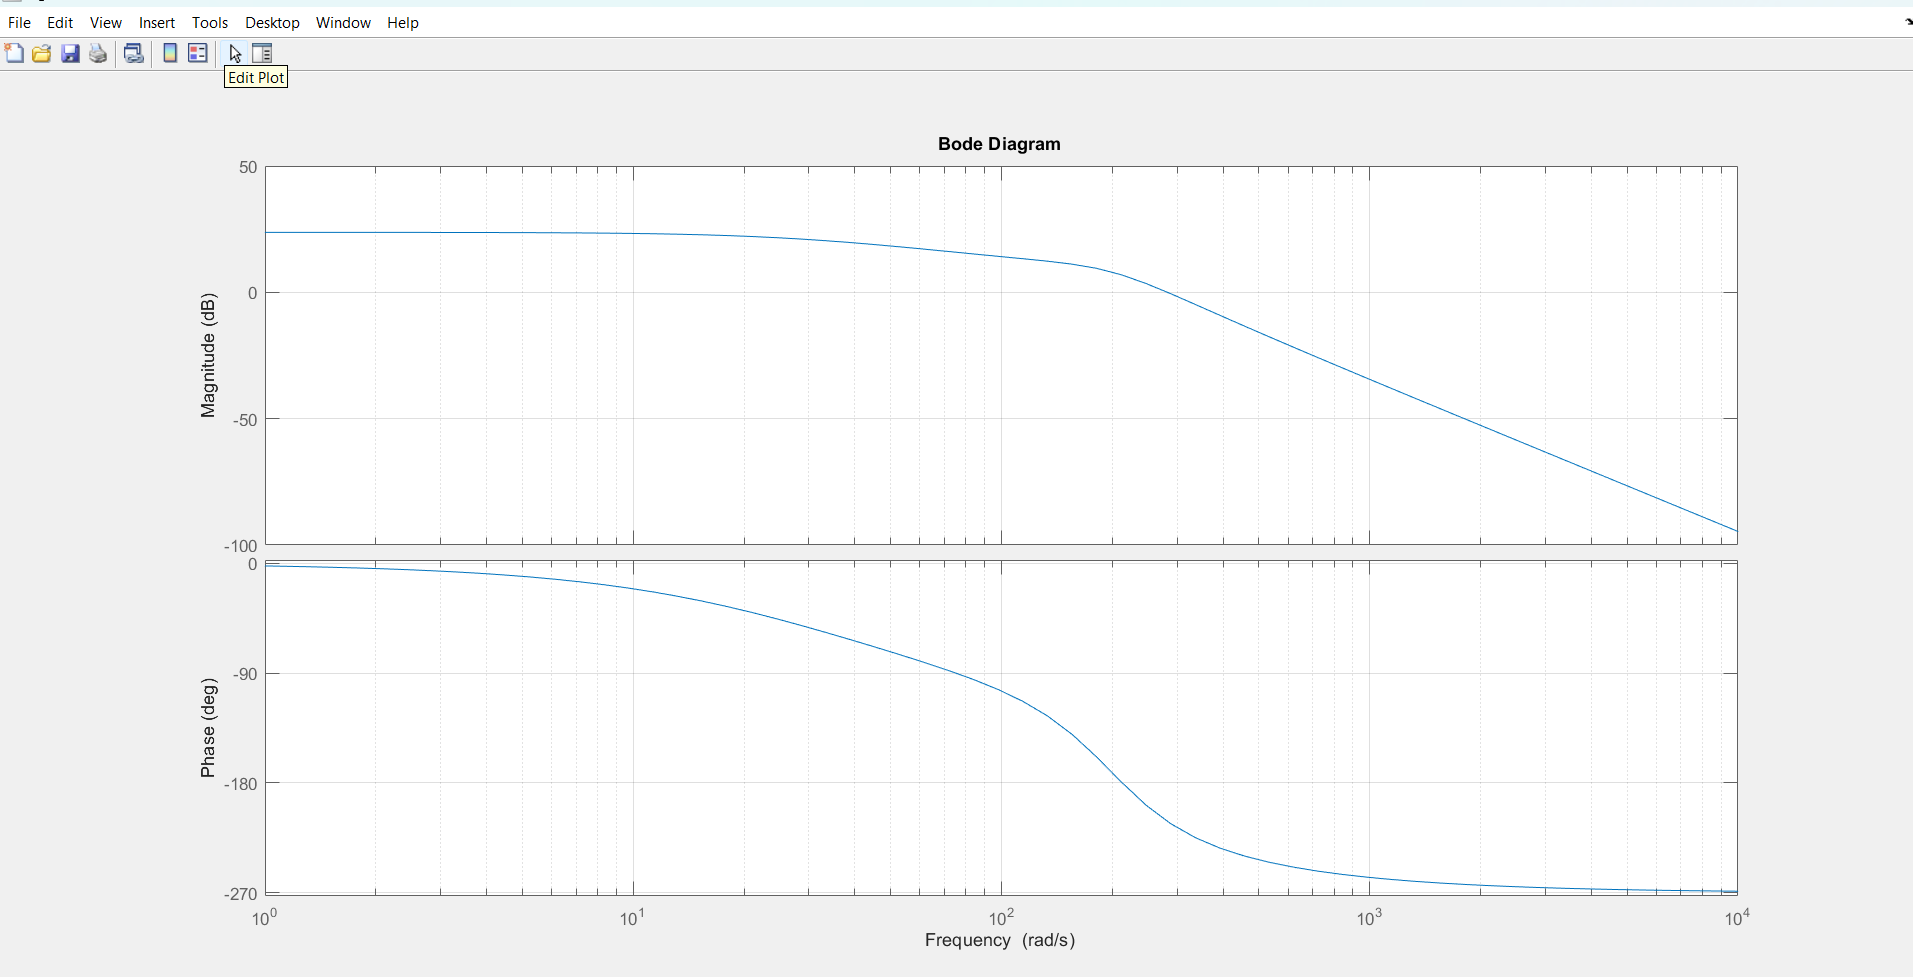 File Edit View Insert Tools Desktop Window Help
Edit Plot
Bode Diagram
50
0
-50
-100
Magnitude (dB)
0
-90
-180
-270
Phase (deg)
10^0 10^1 10^2 10^3 10^4
Frequency (rad/s)